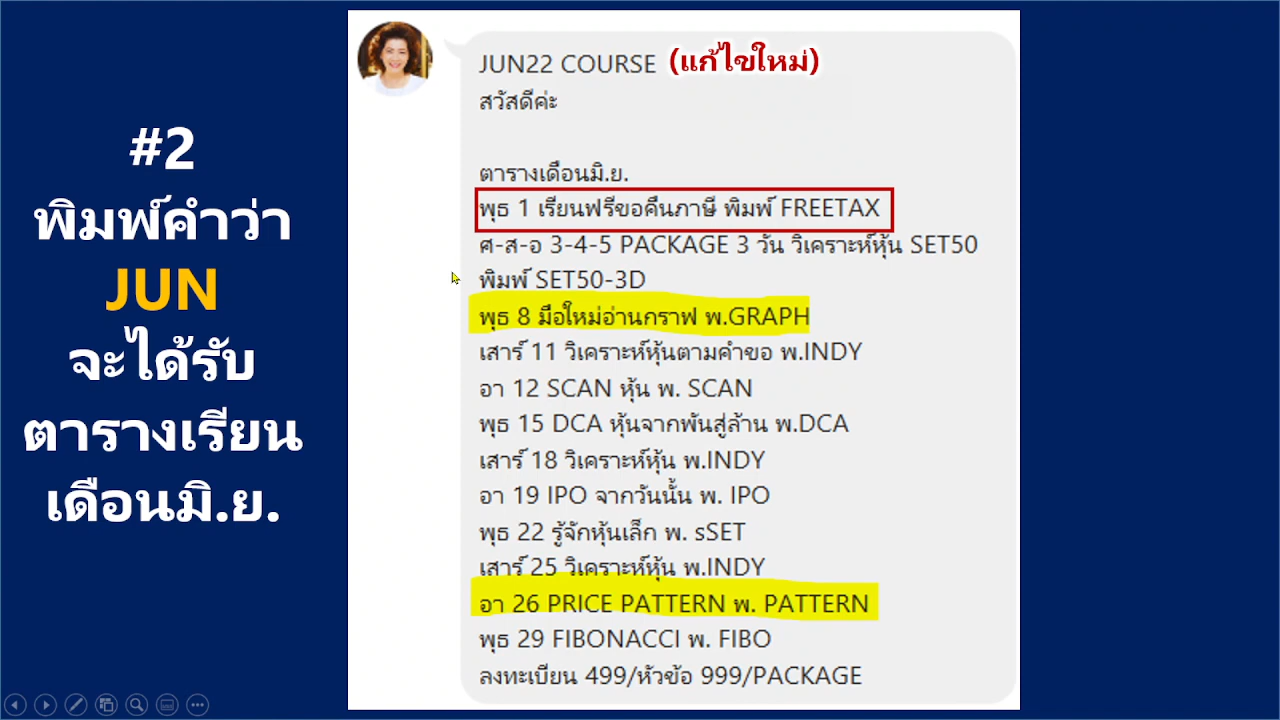 #2
พิมพ์คำว่า
JUN
จะได้รับ
ตารางเรียน
เดือนมิ.ย.
JUN22 COURSE (แก้ไขใหม่)
สวัสดีค่ะ
ตารางเดือนมิ.ย.
พุธ 1 เรียนฟรีขอคืนภาษี พิมพ์ FREETAX
ศ-ส-อ 3-4-5 PACKAGE 3 วัน วิเคราะห์หุ้น SET50
พิมพ์ SET50-3D
พุธ 8 มือใหม่อ่านกราฟ พ.GRAPH
เสาร์ 11 วิเคราะห์หุ้นตามคำขอ พ.INDY
อา 12 SCAN หุ้น พ. SCAN
พุธ 15 DCA หุ้นจากพันสู่ล้าน พ.DCA
เสาร์ 18 วิเคราะห์หุ้น พ.INDY
อา 19 IPO จากวันนั้น พ. IPO
พุธ 22 รู้จักหุ้นเล็ก พ. sSET
เสาร์ 25 วิเคราะห์หุ้น พ.INDY
อา 26 PRICE PATTERN พ. PATTERN
พุธ 29 FIBONACCI พ. FIBO
ลงทะเบียน 499/หัวข้อ 999/PACKAGE